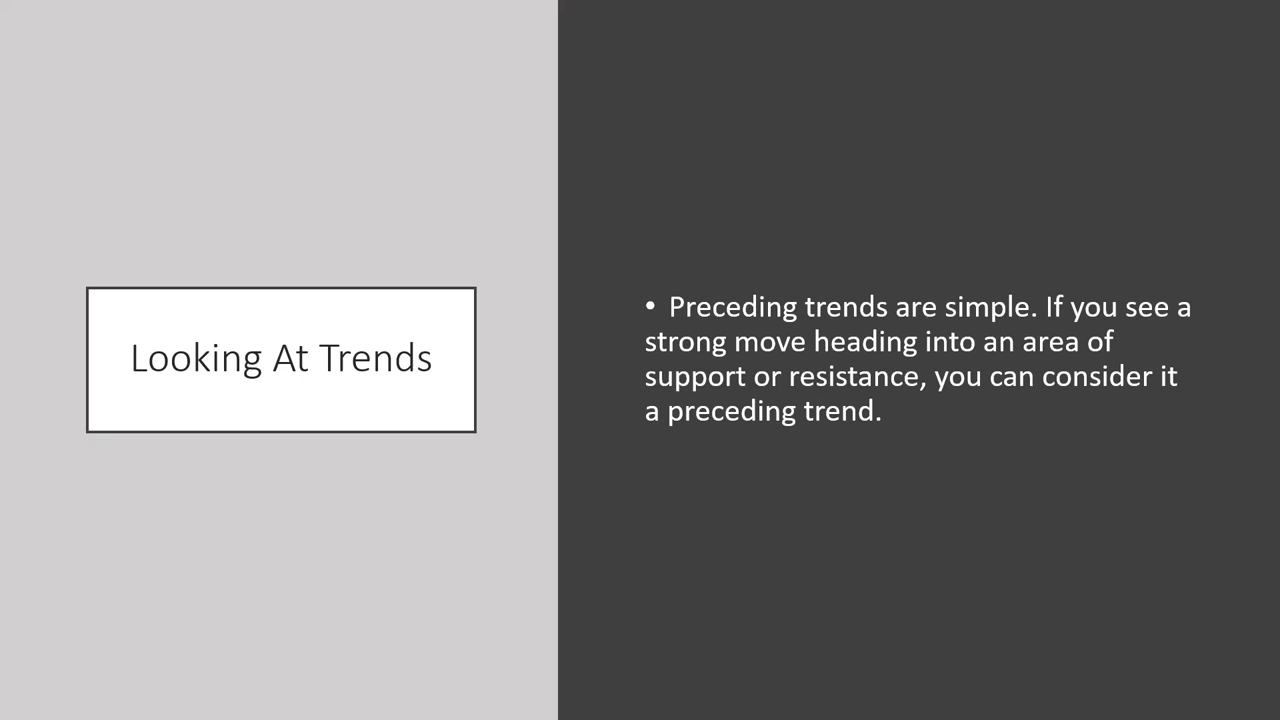 Looking At Trends
• Preceding trends are simple. If you see a
strong move heading into an area of
support or resistance, you can consider it
a preceding trend.